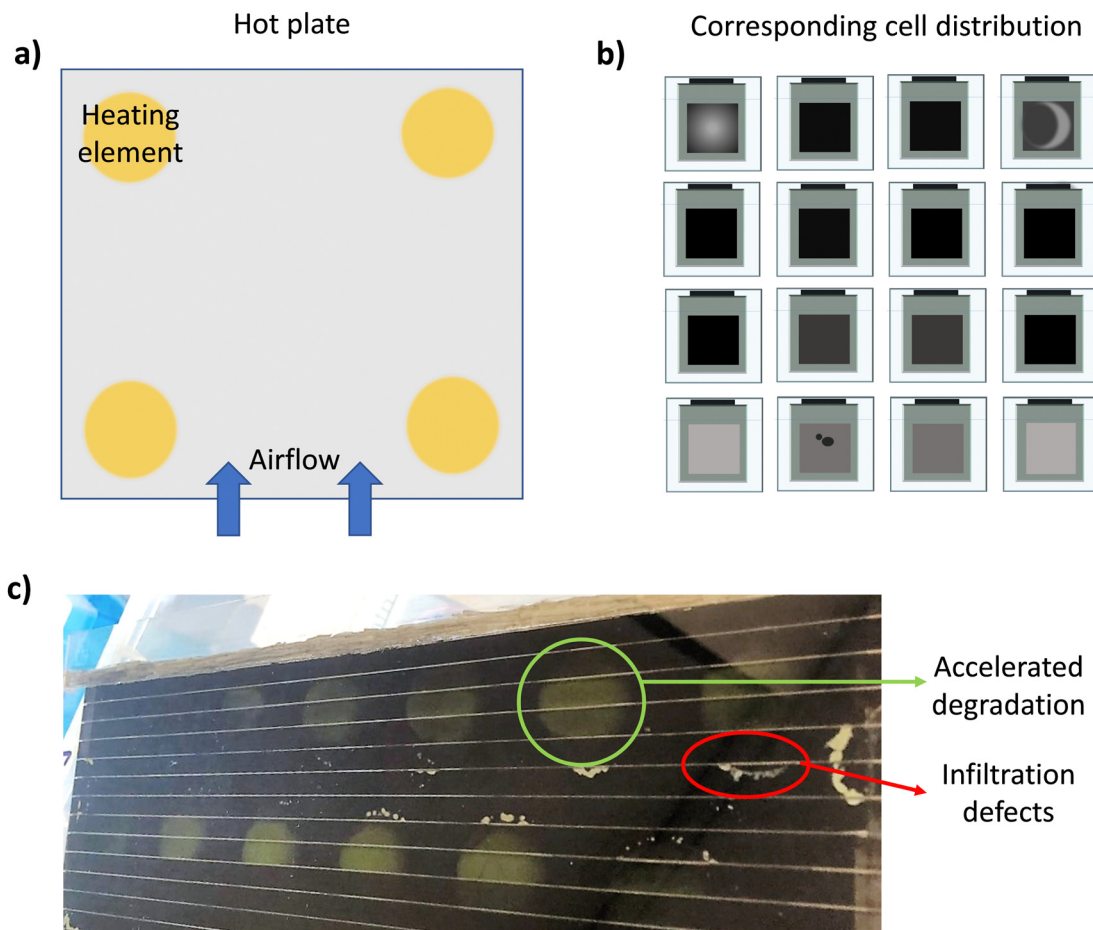 Hot plate
a)
Heating
element
Airflow
Corresponding cell distribution
b)
c)
Accelerated
degradation
Infiltration
defects